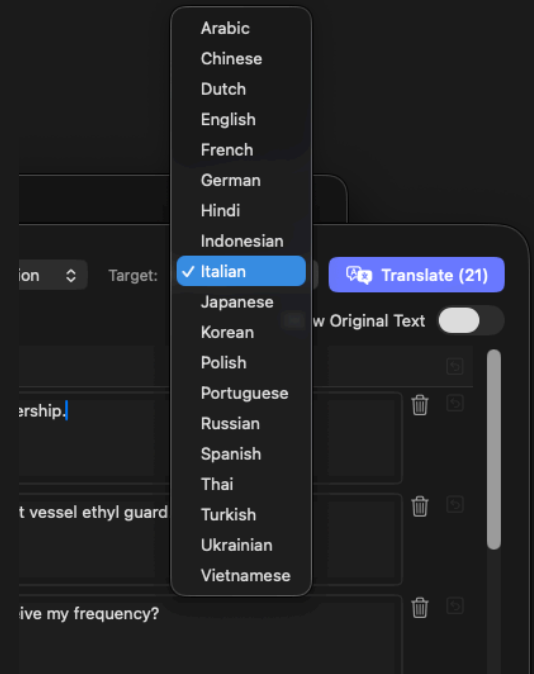 Arabic
Chinese
Dutch
English
French
German
Hindi
Indonesian
ion Target: ✓ Italian Translate (21)
Japanese
w Original Text
Korean
Polish
Portuguese
ership.
Russian
Spanish
Thai
t vessel ethyl guard
Turkish
Ukrainian
Vietnamese
ive my frequency?